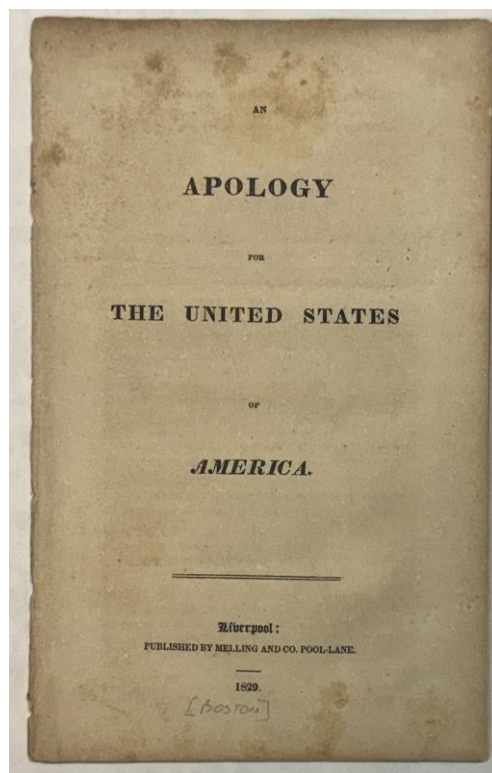 AN
APOLOGY
FOR
THE UNITED STATES
OF
AMERICA.
Liverpool:
PUBLISHED BY MELLING AND CO. POOL-LANE.
1829.
[BOSTON]